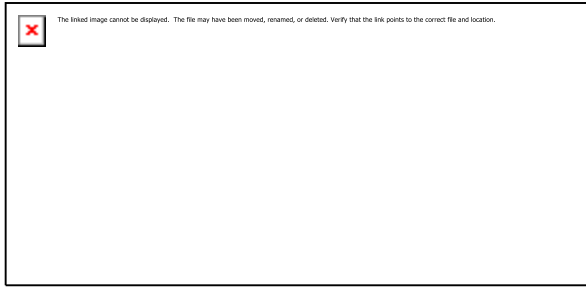 The linked image cannot be displayed.  The file may have been moved, renamed, or deleted. Verify that the link points to the correct file and location.